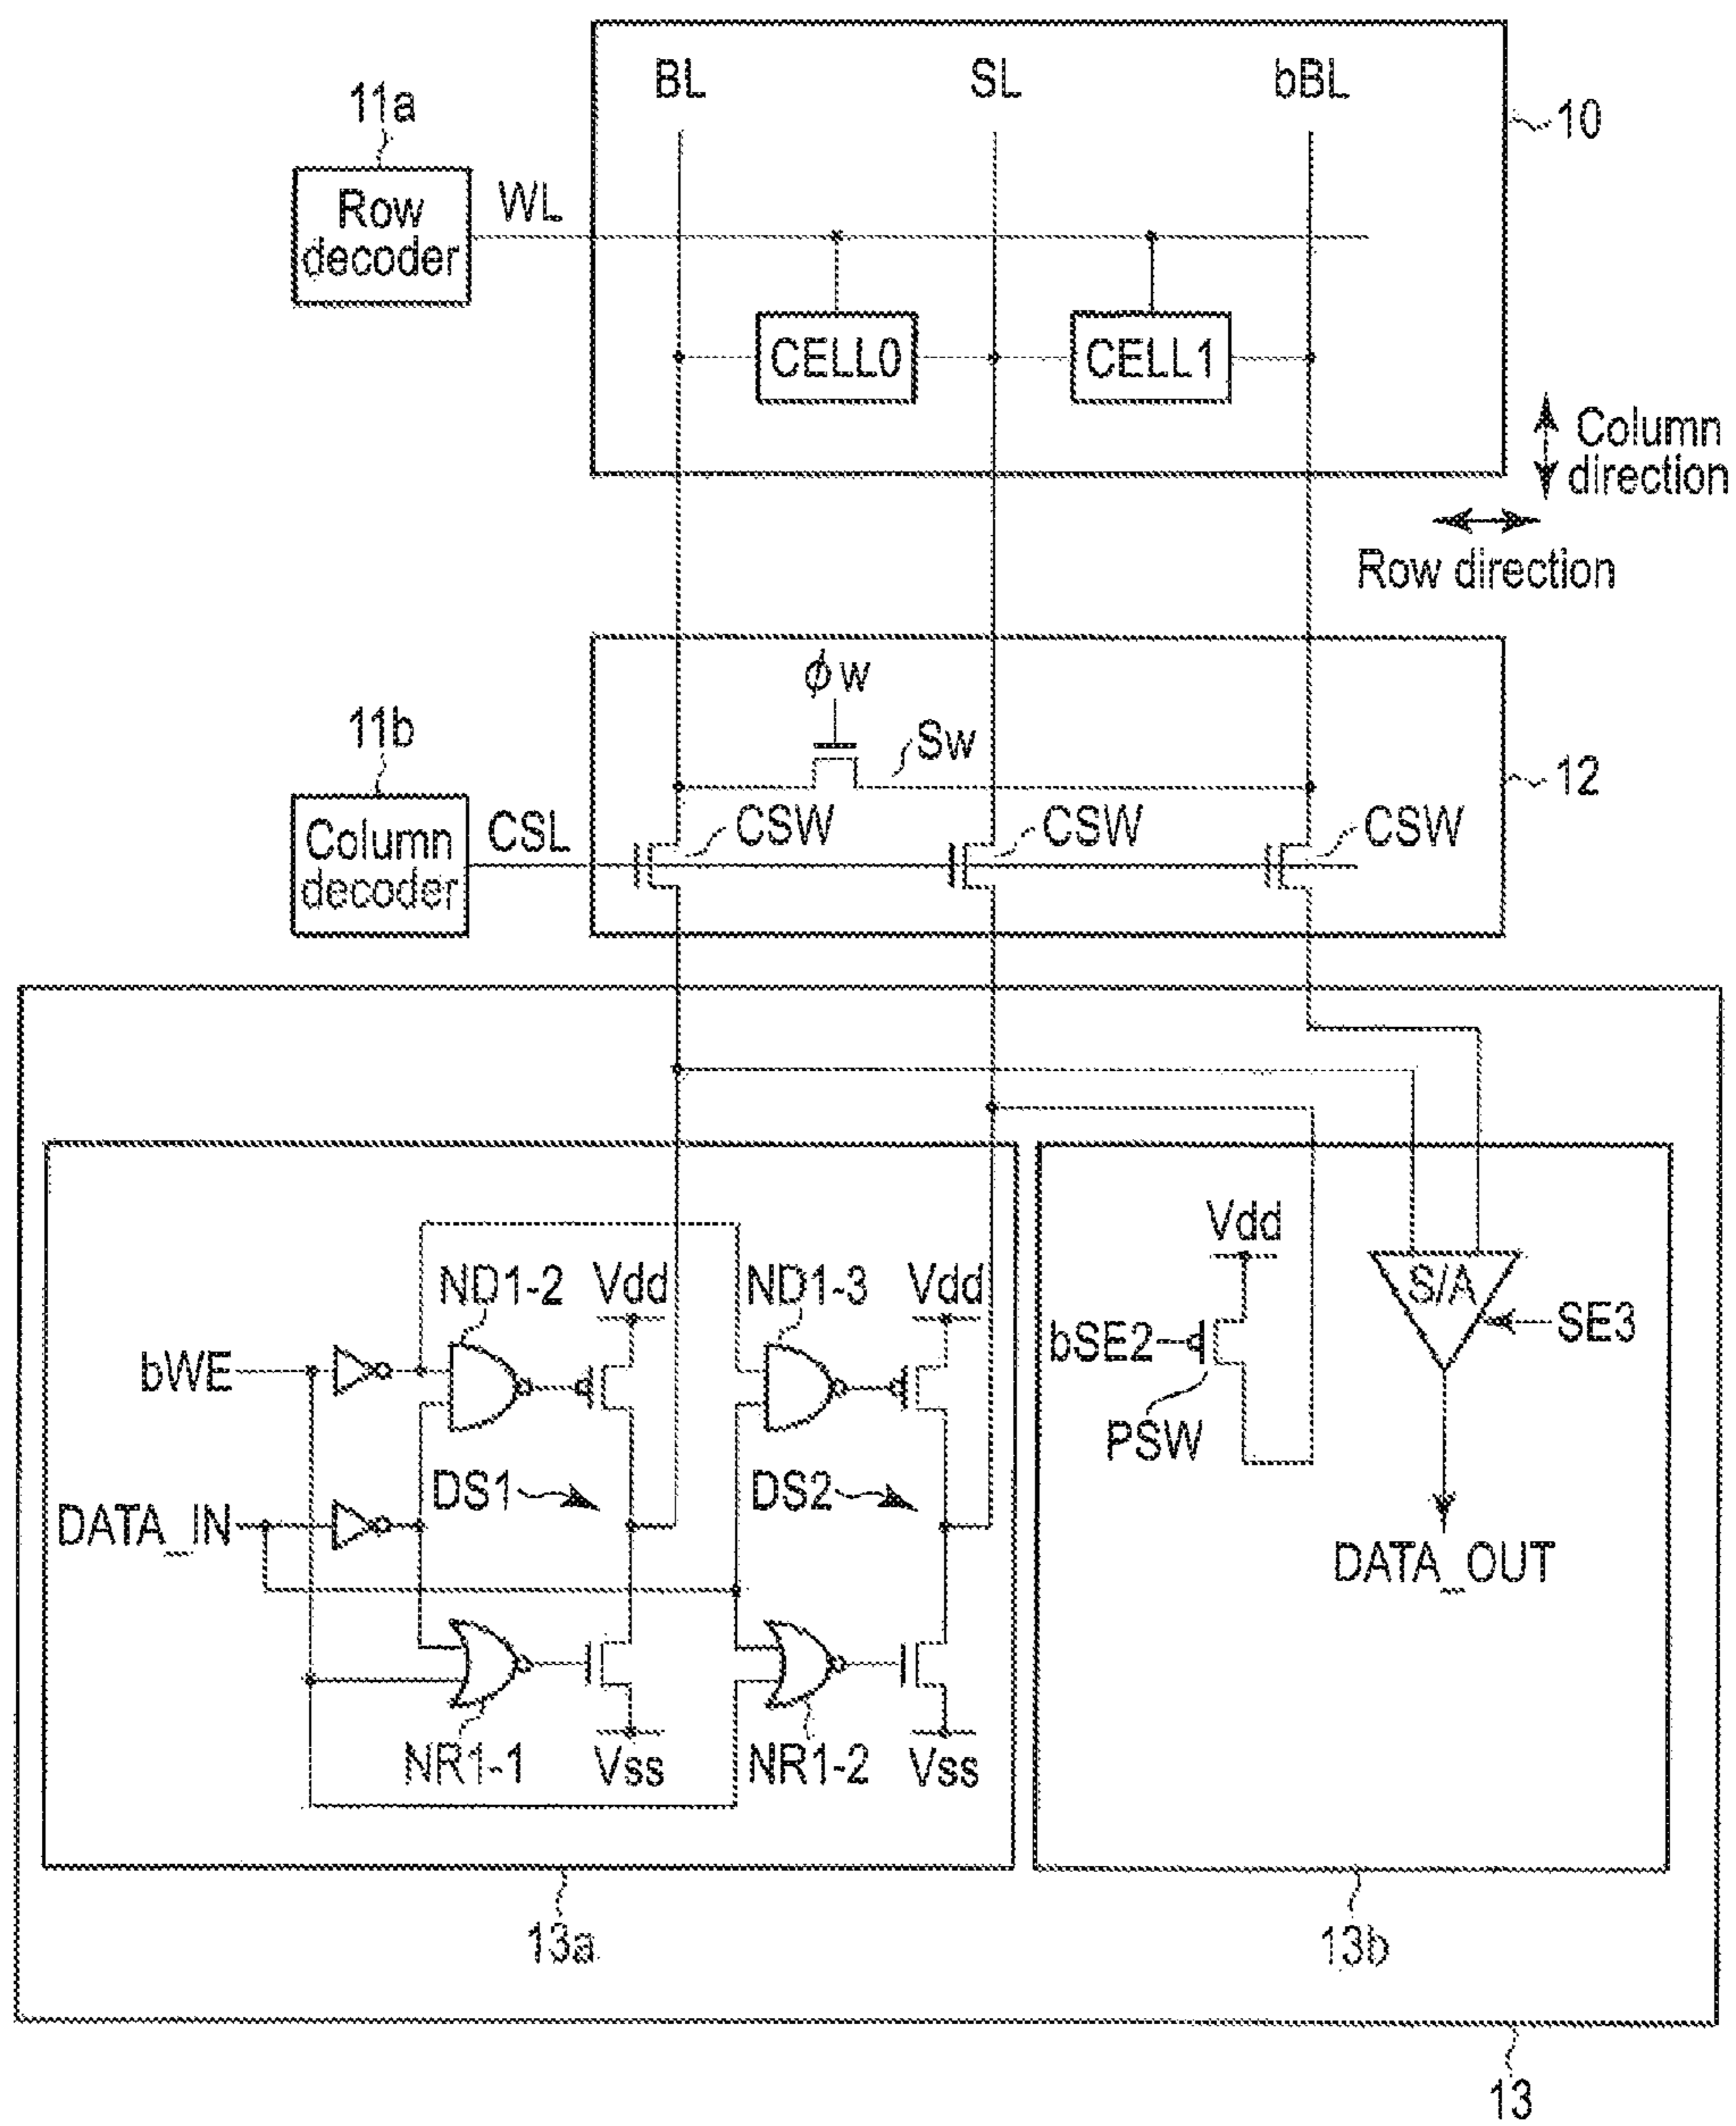 BL
SL
bBL
11a
10
Row
decoder
WL
CELL0
CELL1
Column
direction
Row direction
ϕw
11b
Sw
12
Column
decoder
CSL
CSW
CSW
CSW
Vdd
ND1-2
Vdd
ND1-3
Vdd
S/A
bSE2
SE3
bWE
PSW
DS1
DS2
DATA_IN
DATA_OUT
NR1-1
Vss
NR1-2
Vss
13a
13b
13